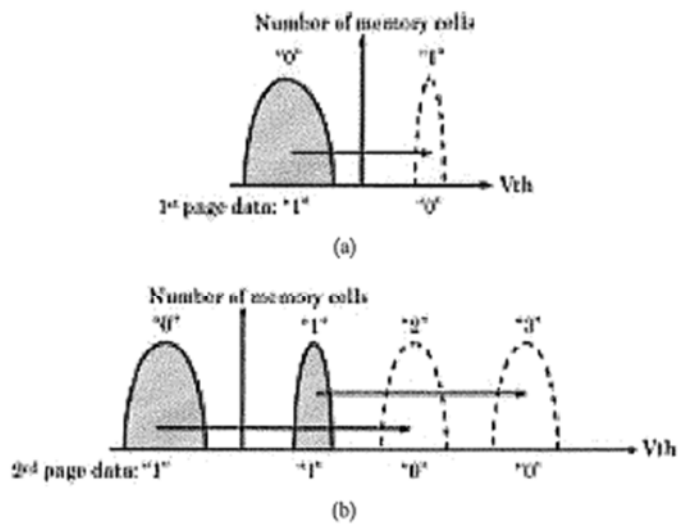 Number of memory cells
"0" "1"
Vth
1st page data: "1" "0"
(a)
Number of memory cells
"0" "1" "2" "3"
Vth
2nd page data: "1" "1" "0" "0"
(b)